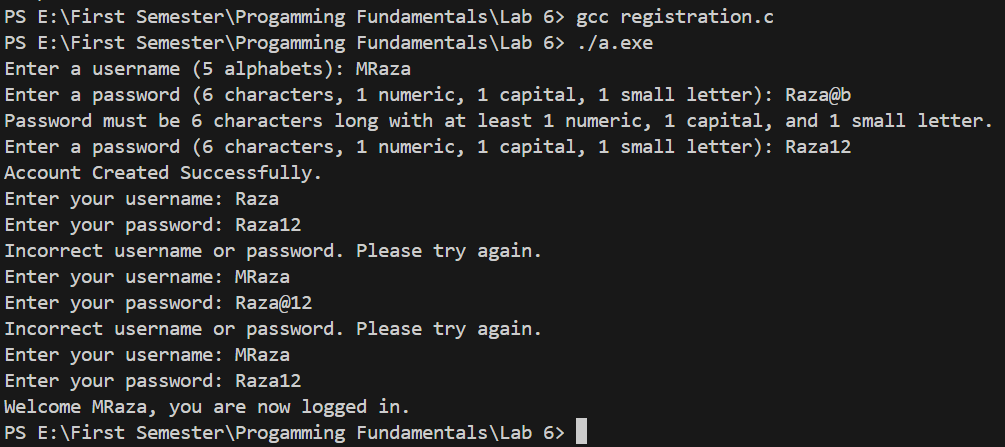 PS E:\First Semester\Progamming Fundamentals\Lab 6> gcc registration.c
PS E:\First Semester\Progamming Fundamentals\Lab 6> ./a.exe
Enter a username (5 alphabets): MRaza
Enter a password (6 characters, 1 numeric, 1 capital, 1 small letter): Raza@b
Password must be 6 characters long with at least 1 numeric, 1 capital, and 1 small letter.
Enter a password (6 characters, 1 numeric, 1 capital, 1 small letter): Raza12
Account Created Successfully.
Enter your username: Raza
Enter your password: Raza12
Incorrect username or password. Please try again.
Enter your username: MRaza
Enter your password: Raza@12
Incorrect username or password. Please try again.
Enter your username: MRaza
Enter your password: Raza12
Welcome MRaza, you are now logged in.
PS E:\First Semester\Progamming Fundamentals\Lab 6>